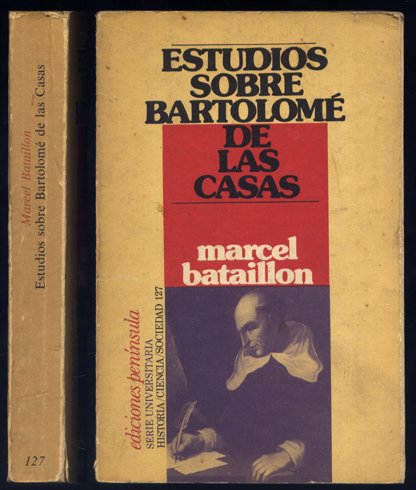 Marcel Bataillon
Estudios sobre Bartolomé de las Casas
127
ESTUDIOS
SOBRE
BARTOLOMÉ
DE
LAS
CASAS
marcel
bataillon
ediciones península
SERIE UNIVERSITARIA
HISTORIA/CIENCIA/SOCIEDAD 127